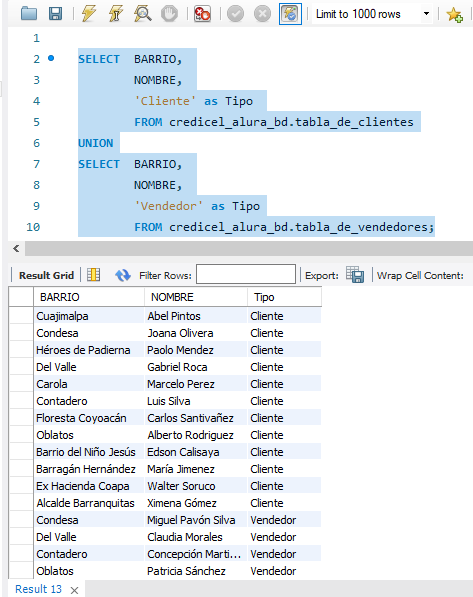 Limit to 1000 rows
1
2 SELECT BARRIO,
3 NOMBRE,
4 'Cliente' as Tipo
5 FROM credicel_alura_bd.tabla_de_clientes
6 UNION
7 SELECT BARRIO,
8 NOMBRE,
9 'Vendedor' as Tipo
10 FROM credicel_alura_bd.tabla_de_vendedores;
Result Grid Filter Rows: Export: Wrap Cell Content:
BARRIO NOMBRE Tipo
Cuajimalpa Abel Pintos Cliente
Condesa Joana Olivera Cliente
Héroes de Padierna Paolo Mendez Cliente
Del Valle Gabriel Roca Cliente
Carola Marcelo Perez Cliente
Contadero Luis Silva Cliente
Floresta Coyoacán Carlos Santivañez Cliente
Oblatos Alberto Rodriguez Cliente
Barrio del Niño Jesús Edson Calisaya Cliente
Barragán Hernández María Jimenez Cliente
Ex Hacienda Coapa Walter Soruco Cliente
Alcalde Barranquitas Ximena Gómez Cliente
Condesa Miguel Pavón Silva Vendedor
Del Valle Claudia Morales Vendedor
Contadero Concepción Marti... Vendedor
Oblatos Patricia Sánchez Vendedor
Result 13